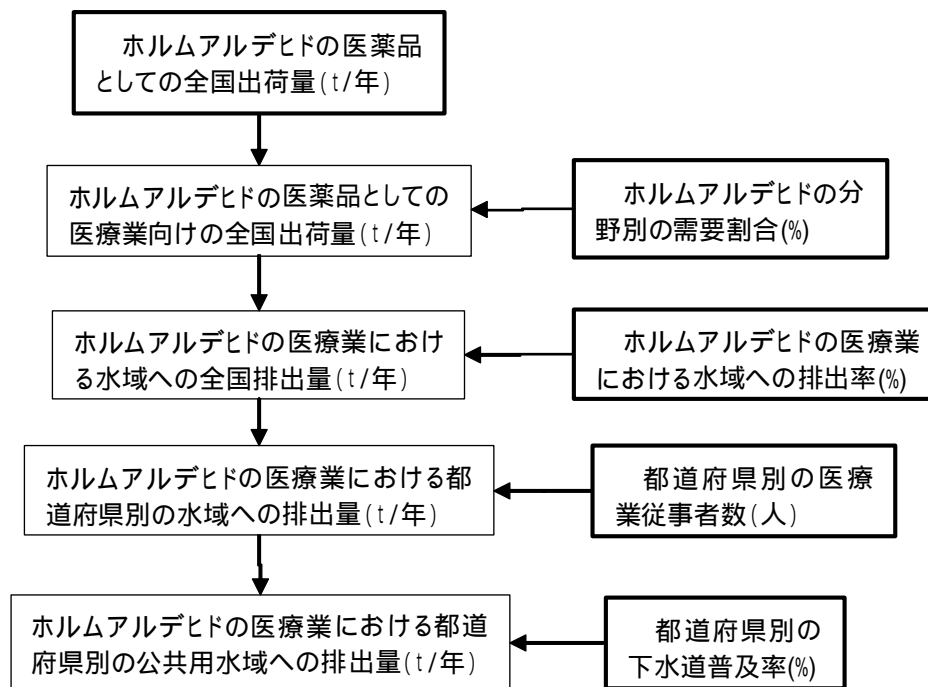 ホルムアルデヒドの医薬品
としての全国出荷量(t/年)
ホルムアルデヒドの医薬品としての
医療業向けの全国出荷量(t/年)
ホルムアルデヒドの分
野別の需要割合(%)
ホルムアルデヒドの医療業におけ
る水域への全国排出量(t/年)
ホルムアルデヒドの医療業
における水域への排出率(%)
ホルムアルデヒドの医療業における都
道府県別の水域への排出量(t/年)
都道府県別の医療
業従事者数(人)
ホルムアルデヒドの医療業における都道
府県別の公共用水域への排出量(t/年)
都道府県別の
下水道普及率(%)